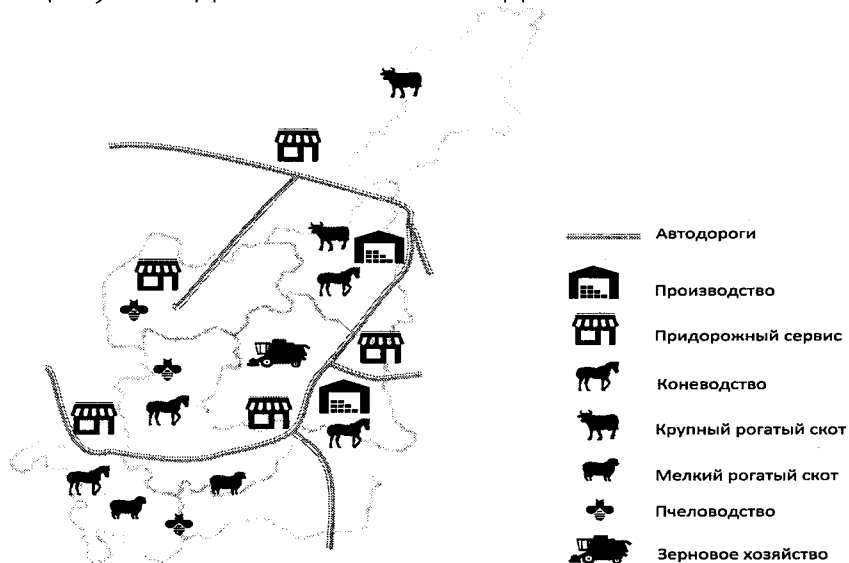 Автодороги
Производство
Придорожный сервис
Коневодство
Крупный рогатый скот
Мелкий рогатый скот
Пчеловодство
Зерновое хозяйство